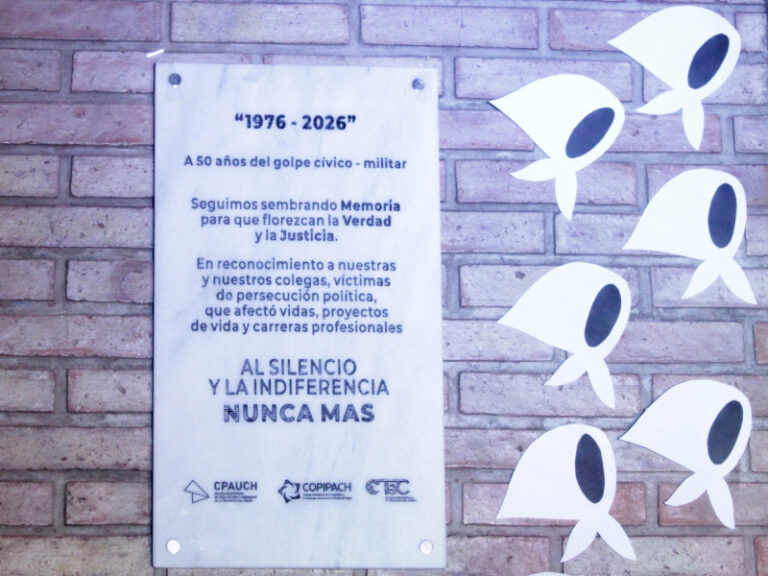 “1976 - 2026”
A 50 años del golpe cívico - militar
Seguimos sembrando Memoria
para que florezcan la Verdad
y la Justicia.
En reconocimiento a nuestras
y nuestros colegas, víctimas
de persecución política,
que afectó vidas, proyectos
de vida y carreras profesionales
AL SILENCIO
Y LA INDIFERENCIA
NUNCA MAS
CPAUCH
COPIPACH